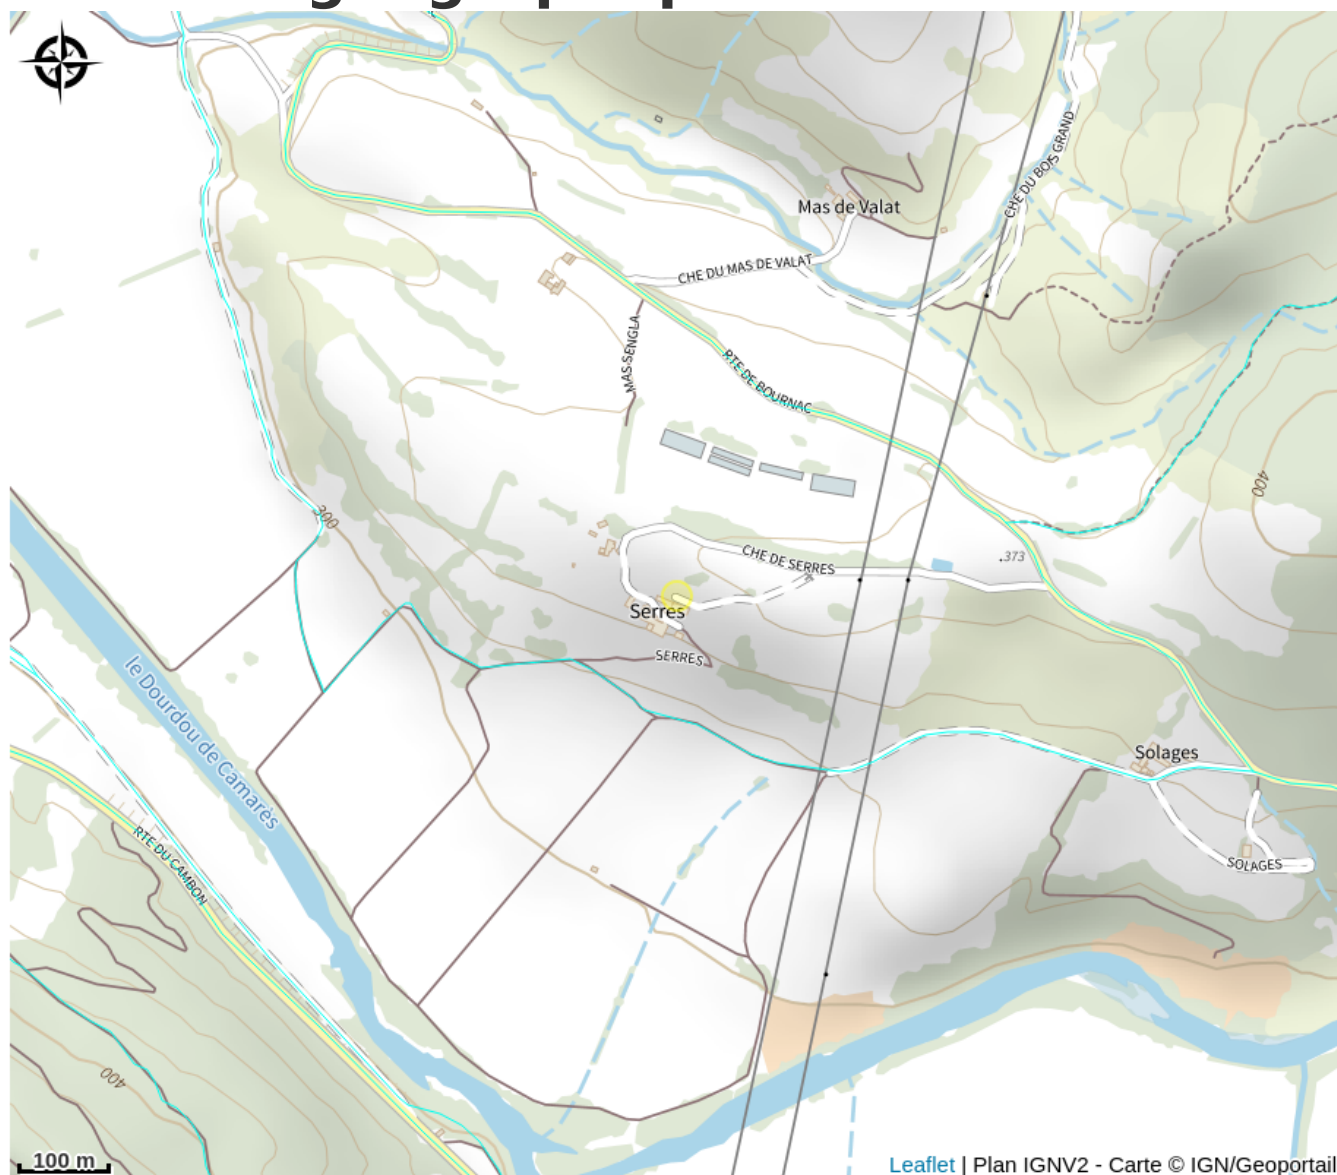 Mas de Valat
CHE DU BOIS GRAND
CHE DU MAS DE VALAT
MAS SENGLA
RTE DE BOURNAC
400
300
.373
CHE DE SERRES
Serres
SERRES
le Dourdou de Camarès
Solages
RTE DU CAMBON
SOLAGES
400
100 m
Leaflet | Plan IGNV2 - Carte © IGN/Geoportail